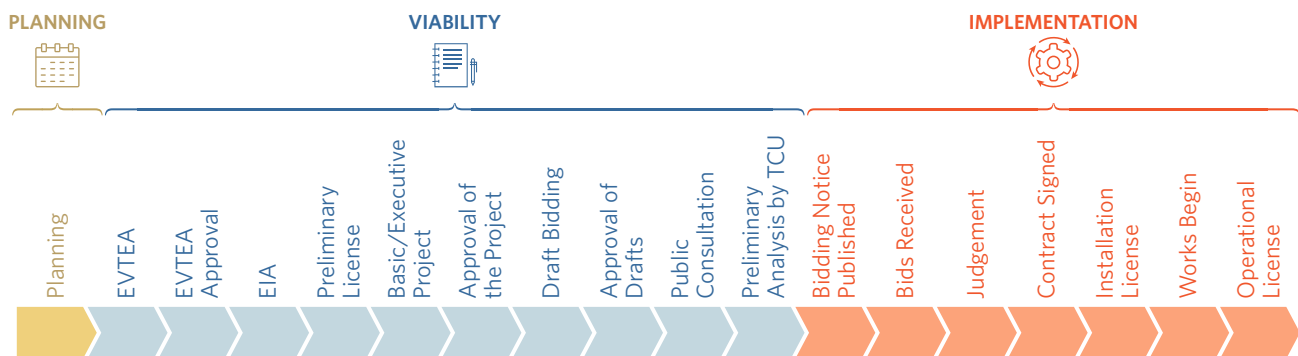 PLANNING
VIABILITY
IMPLEMENTATION
Planning
EVTEA
EVTEA
Approval
EIA
Preliminary
License
Basic/Executive
Project
Approval of
the Project
Draft Bidding
Approval of
Drafts
Public
Consultation
Preliminary
Analysis by TCU
Bidding Notice
Published
Bids Received
Judgement
Contract Signed
Installation
License
Works Begin
Operational
License